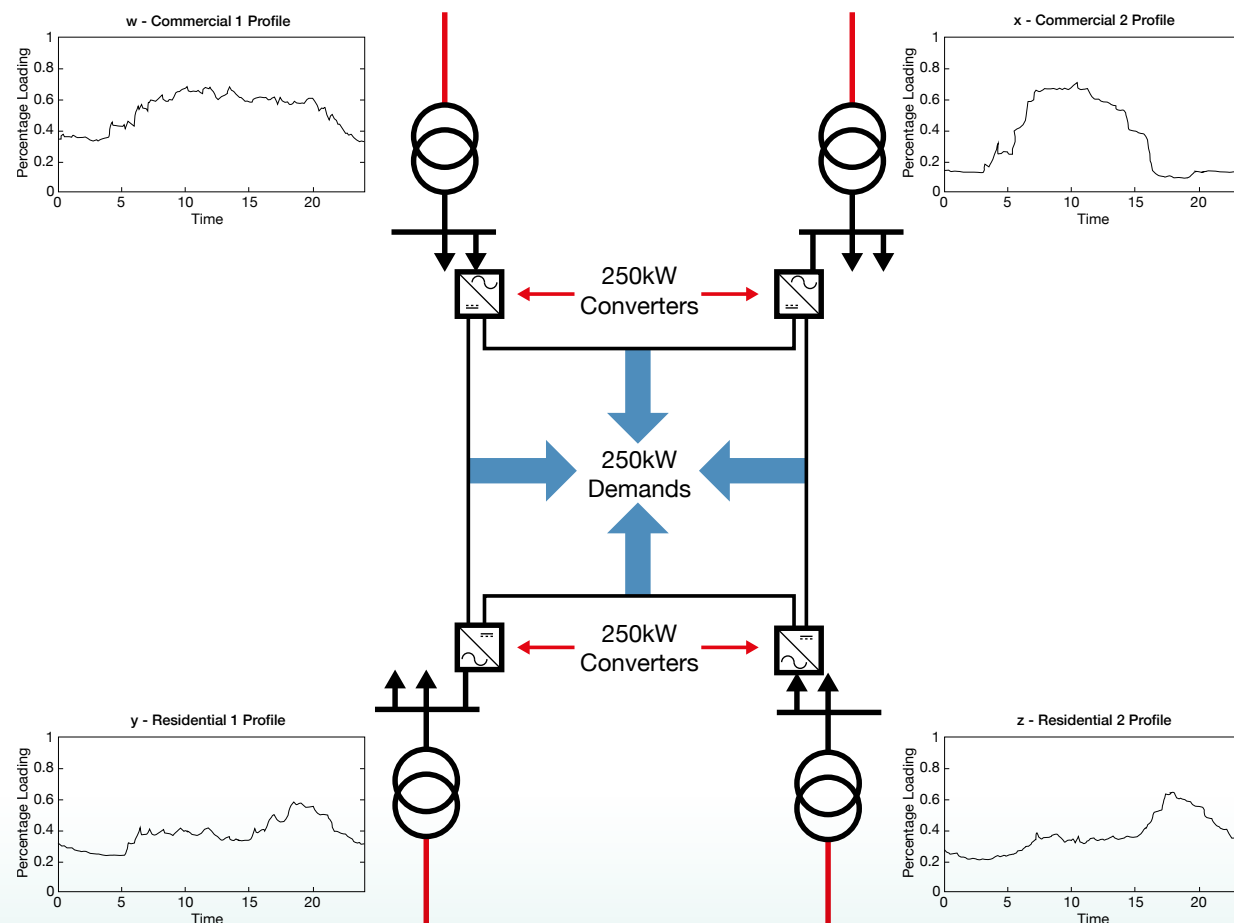 w - Commercial 1 Profile
Percentage Loading
1
0.8
0.6
0.4
0.2
0
0 5 10 15 20
Time
x - Commercial 2 Profile
Percentage Loading
1
0.8
0.6
0.4
0.2
0
0 5 10 15 20
Time
250kW
Converters
250kW
Demands
250kW
Converters
y - Residential 1 Profile
Percentage Loading
1
0.8
0.6
0.4
0.2
0
0 5 10 15 20
Time
z - Residential 2 Profile
Percentage Loading
1
0.8
0.6
0.4
0.2
0
0 5 10 15 20
Time